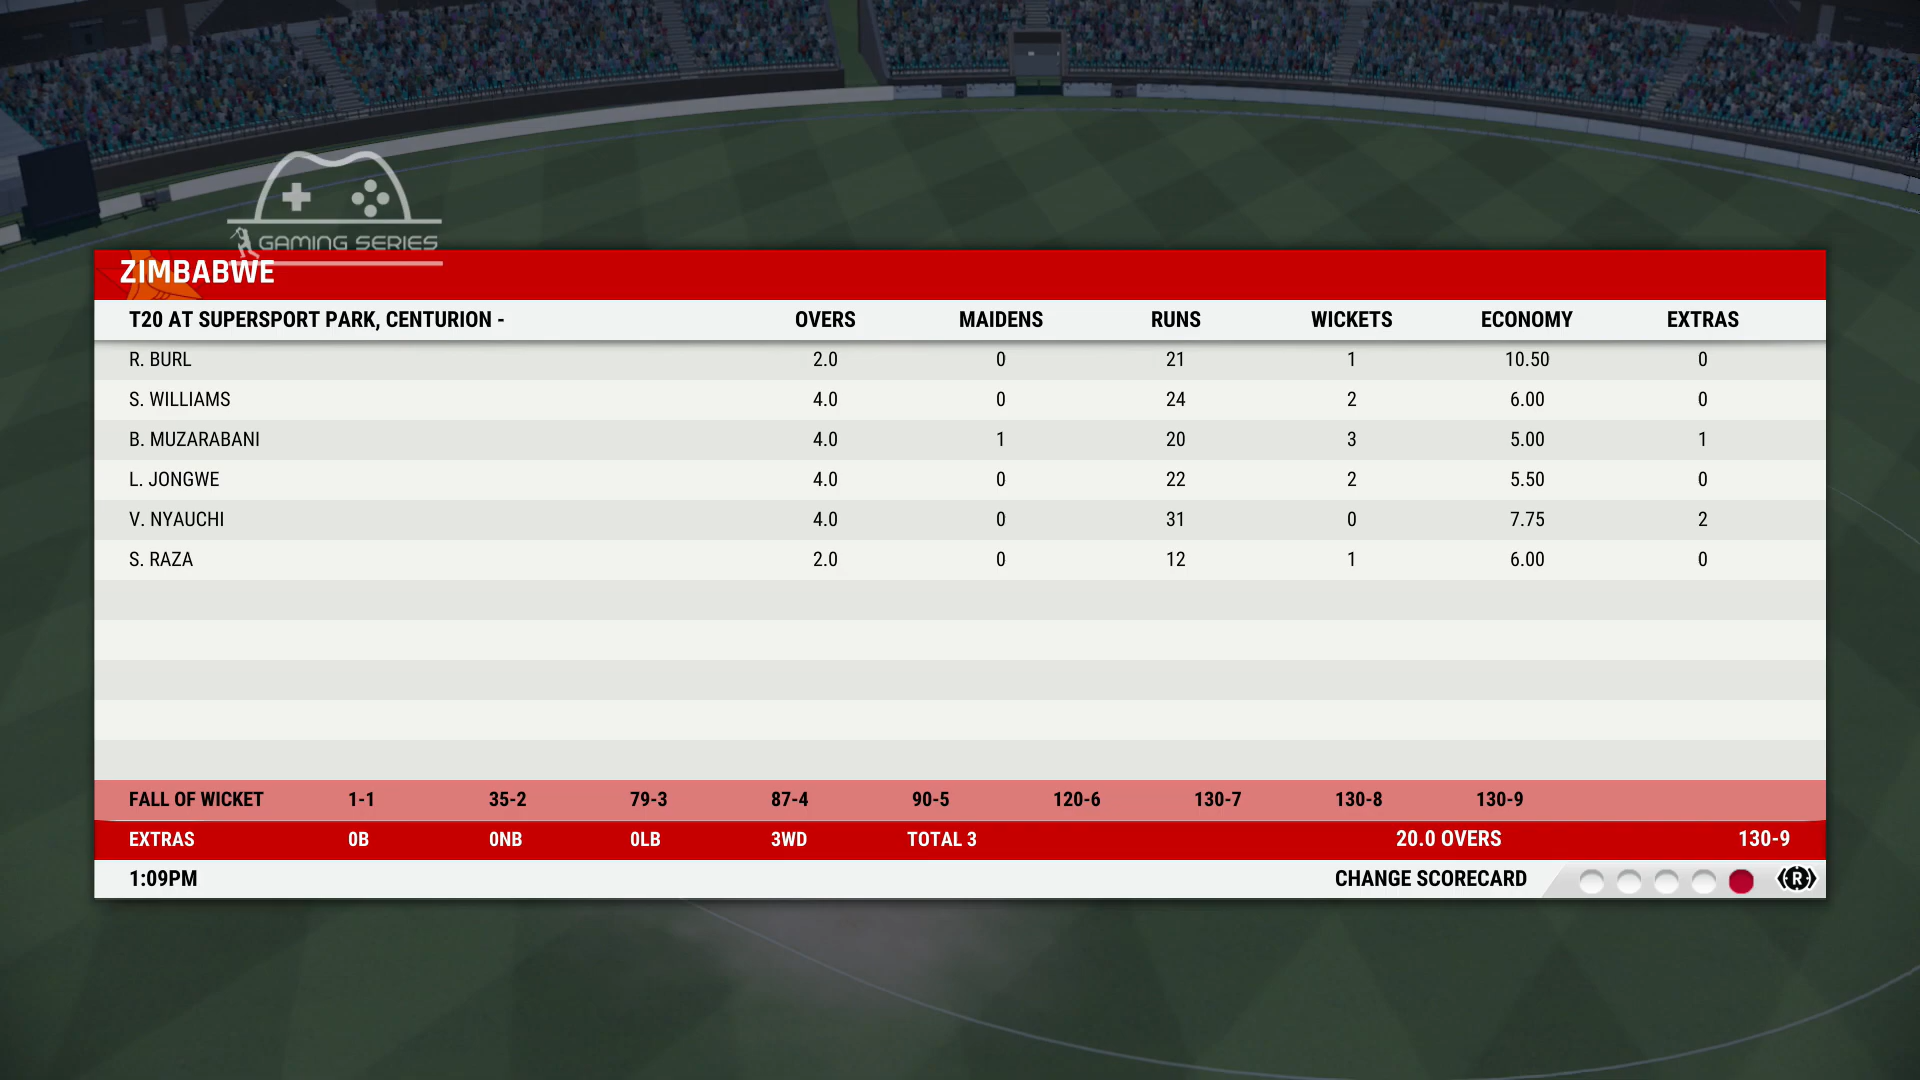 GAMING SERIES
ZIMBABWE
T20 AT SUPERSPORT PARK, CENTURION - OVERS MAIDENS RUNS WICKETS ECONOMY EXTRAS
R. BURL 2.0 0 21 1 10.50 0
S. WILLIAMS 4.0 0 24 2 6.00 0
B. MUZARABANI 4.0 1 20 3 5.00 1
L. JONGWE 4.0 0 22 2 5.50 0
V. NYAUCHI 4.0 0 31 0 7.75 2
S. RAZA 2.0 0 12 1 6.00 0
FALL OF WICKET 1-1 35-2 79-3 87-4 90-5 120-6 130-7 130-8 130-9
EXTRAS 0B 0NB 0LB 3WD TOTAL 3 20.0 OVERS 130-9
1:09PM CHANGE SCORECARD R